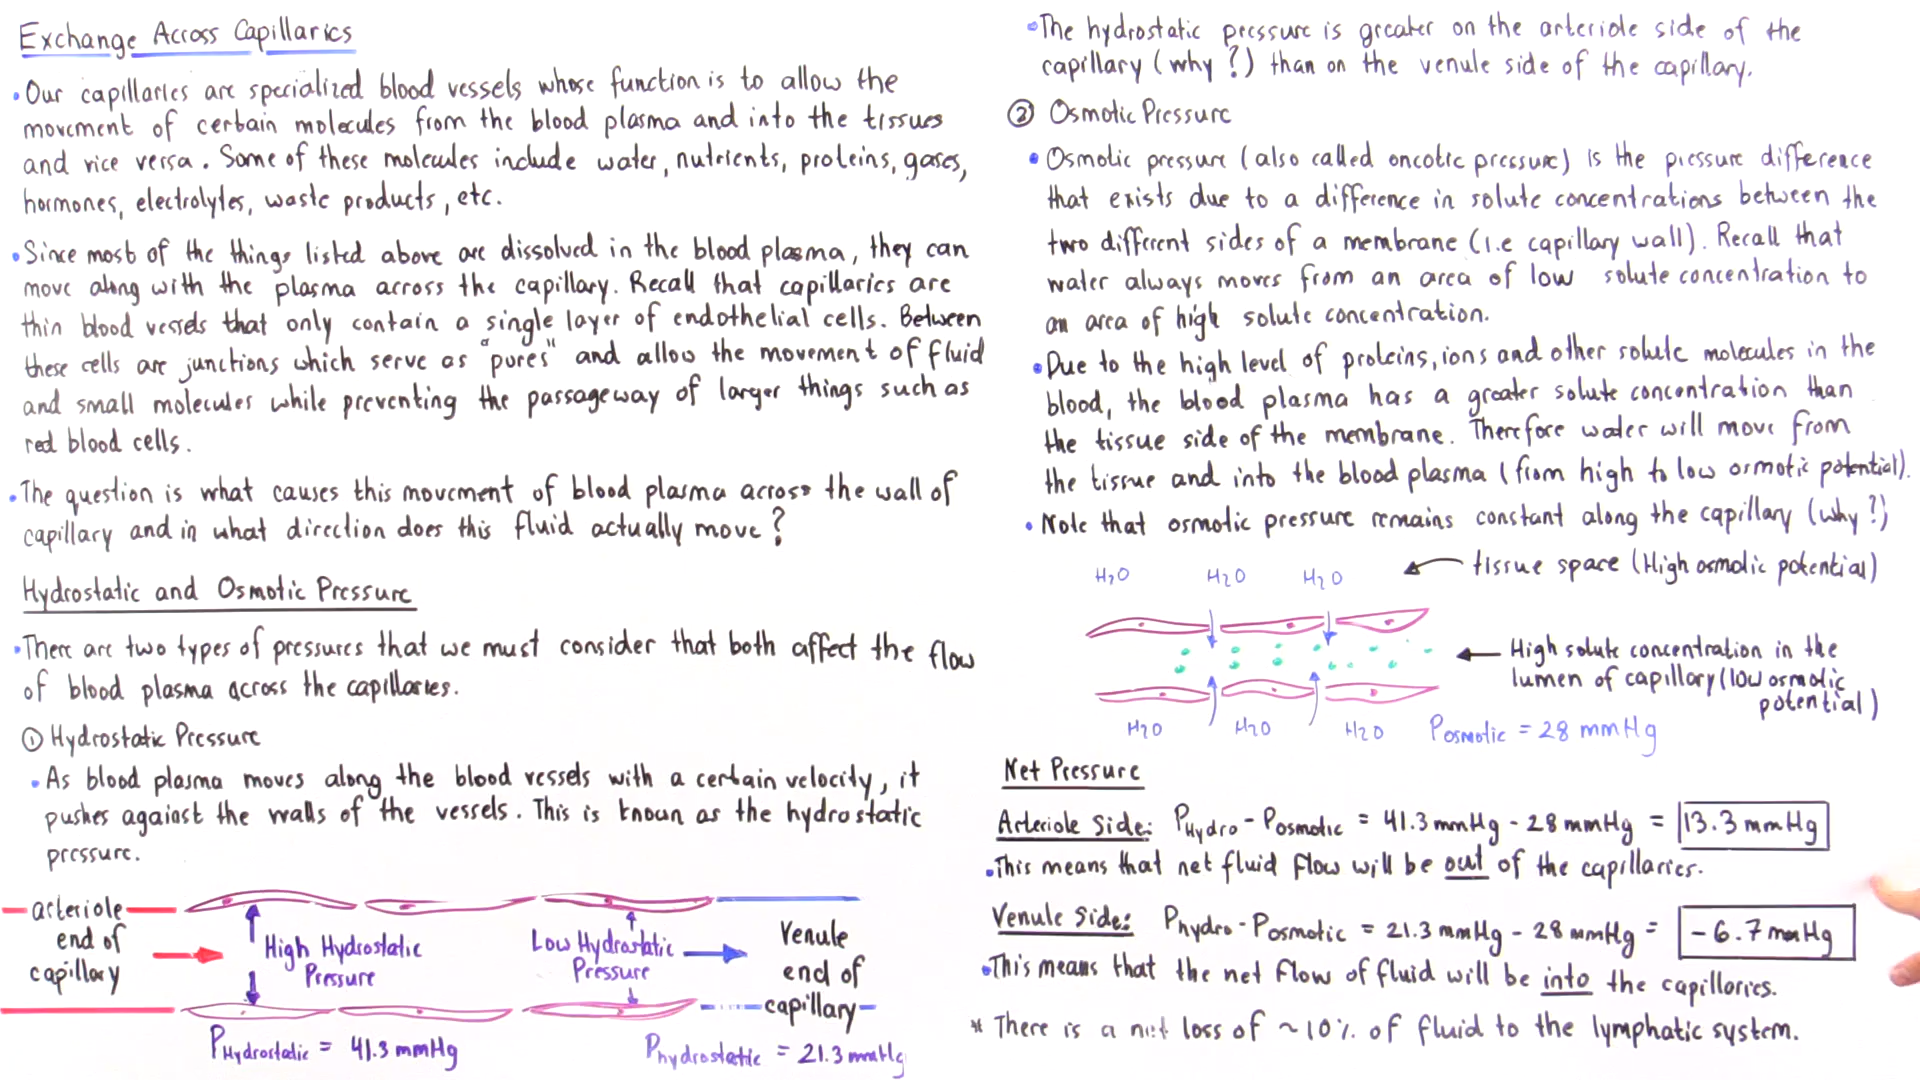 Exchange Across Capillaries
• Our capillaries are specialized blood vessels whose function is to allow the
movement of certain molecules from the blood plasma and into the tissues
and vice versa. Some of these molecules include water, nutrients, proteins, gases,
hormones, electrolytes, waste products, etc.
• Since most of the things listed above are dissolved in the blood plasma, they can
move along with the plasma across the capillary. Recall that capillaries are
thin blood vessels that only contain a single layer of endothelial cells. Between
these cells are junctions which serve as "pores" and allow the movement of fluid
and small molecules while preventing the passageway of larger things such as
red blood cells.
• The question is what causes this movement of blood plasma across the wall of
capillary and in what direction does this fluid actually move?
Hydrostatic and Osmotic Pressure
• There are two types of pressures that we must consider that both affect the flow
of blood plasma across the capillaries.
① Hydrostatic Pressure
• As blood plasma moves along the blood vessels with a certain velocity, it
pushes against the walls of the vessels. This is known as the hydrostatic
pressure.
arteriole
end of
capillary
High Hydrostatic
Pressure
Low Hydrostatic
Pressure
Venule
end of
capillary
PHydrostatic = 41.3 mmHg
Phydrostatic = 21.3 mmHg
• The hydrostatic pressure is greater on the arteriole side of the
capillary (why?) than on the venule side of the capillary.
② Osmotic Pressure
• Osmotic pressure (also called oncotic pressure) is the pressure difference
that exists due to a difference in solute concentrations between the
two different sides of a membrane (i.e capillary wall). Recall that
water always moves from an area of low solute concentration to
an area of high solute concentration.
• Due to the high level of proteins, ions and other solute molecules in the
blood, the blood plasma has a greater solute concentration than
the tissue side of the membrane. Therefore water will move from
the tissue and into the blood plasma (from high to low osmotic potential).
• Note that osmotic pressure remains constant along the capillary (why?)
H2O H2O H2O
tissue space (High osmotic potential)
High solute concentration in the
lumen of capillary (low osmotic
potential)
H2O H2O H2O
Posmotic = 28 mmHg
Net Pressure
Arteriole Side: PHydro - Posmotic = 41.3 mmHg - 28 mmHg = 13.3 mmHg
• This means that net fluid flow will be out of the capillaries.
Venule Side: Phydro - Posmotic = 21.3 mmHg - 28 mmHg = -6.7 mmHg
• This means that the net flow of fluid will be into the capillaries.
* There is a net loss of ~10% of fluid to the lymphatic system.